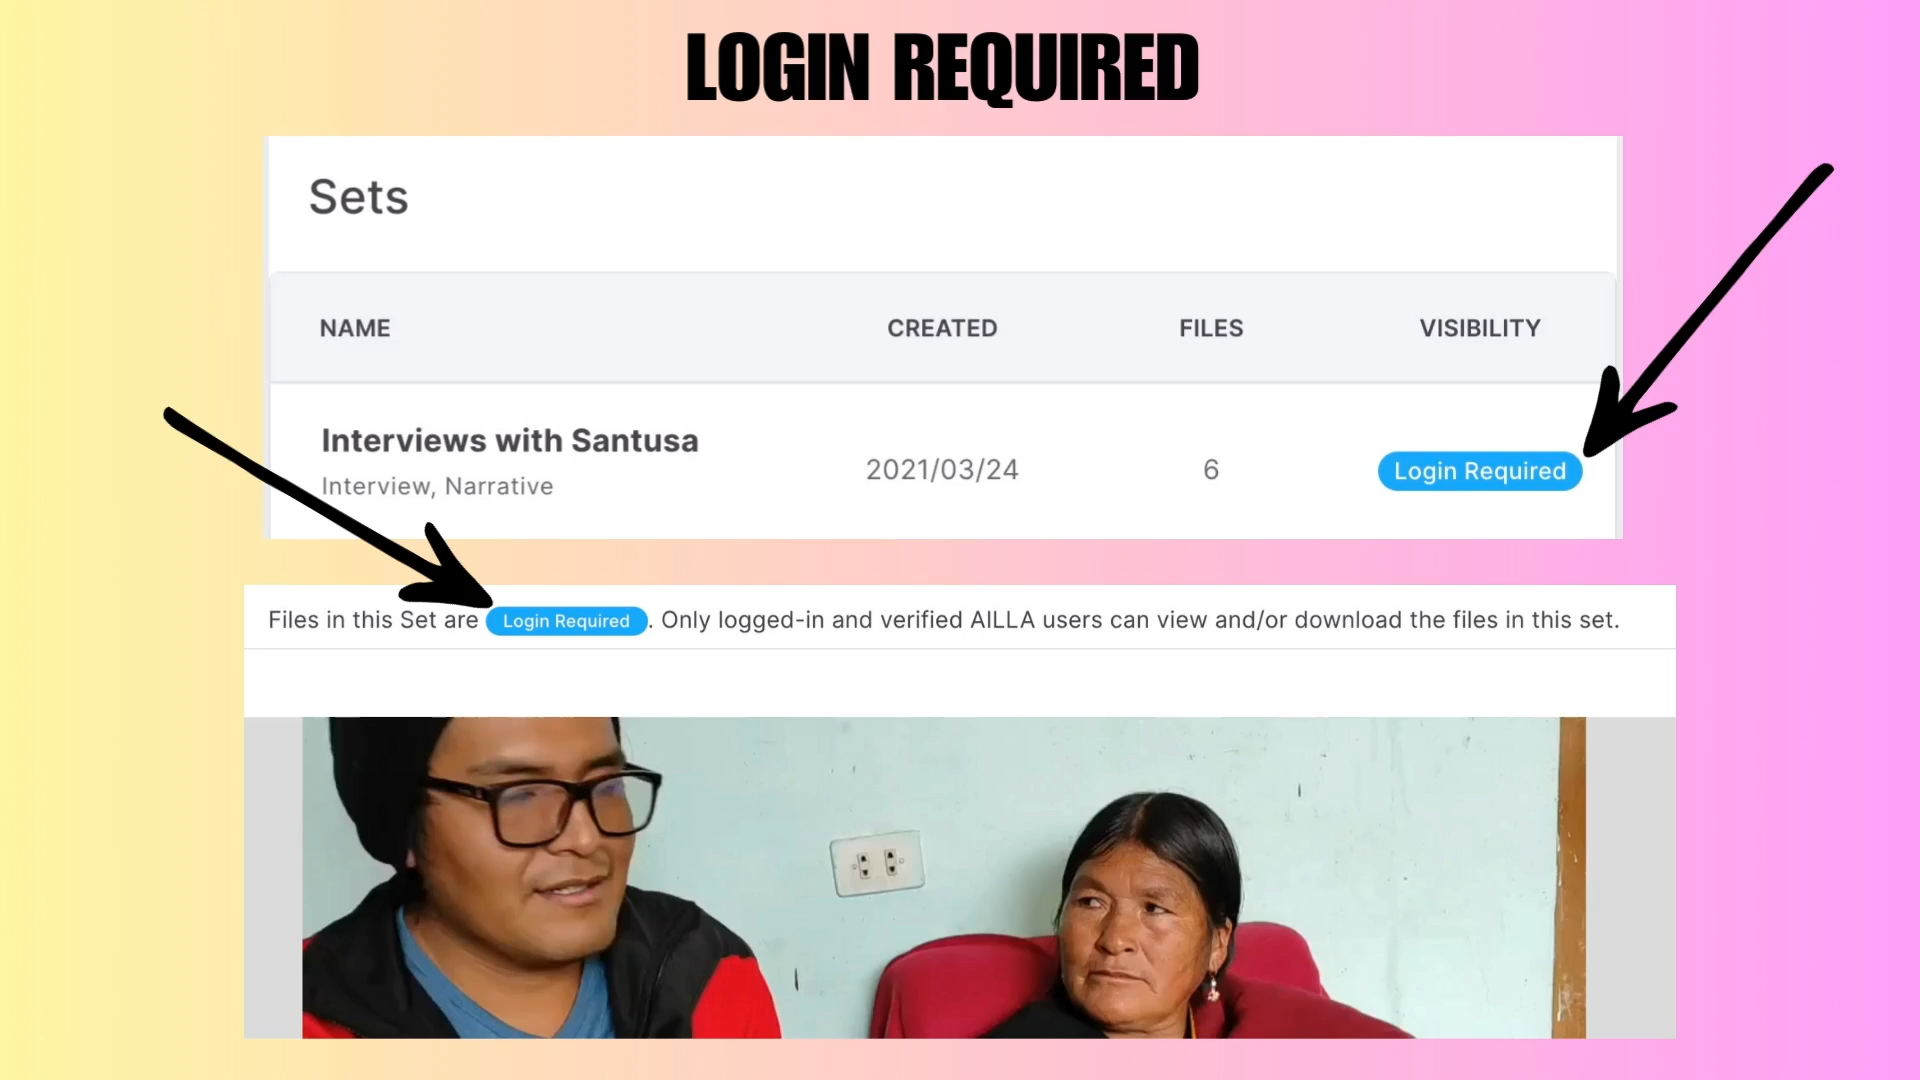 LOGIN REQUIRED
Sets
NAME CREATED FILES VISIBILITY
Interviews with Santusa
Interview, Narrative
2021/03/24 6 Login Required
Files in this Set are Login Required. Only logged-in and verified AILLA users can view and/or download the files in this set.